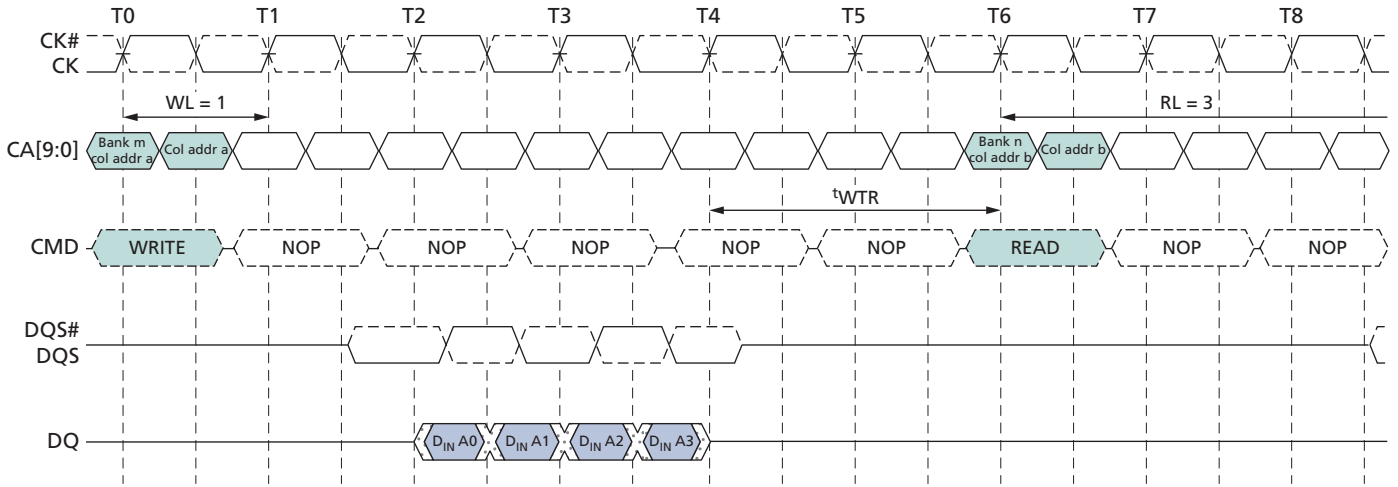 T0 T1 T2 T3 T4 T5 T6 T7 T8
CK#
CK
WL = 1 RL = 3
CA[9:0] Bank m col addr a Col addr a Bank n col addr b Col addr b
tWTR
CMD WRITE NOP NOP NOP NOP NOP READ NOP NOP
DQS#
DQS
DQ DIN A0 DIN A1 DIN A2 DIN A3